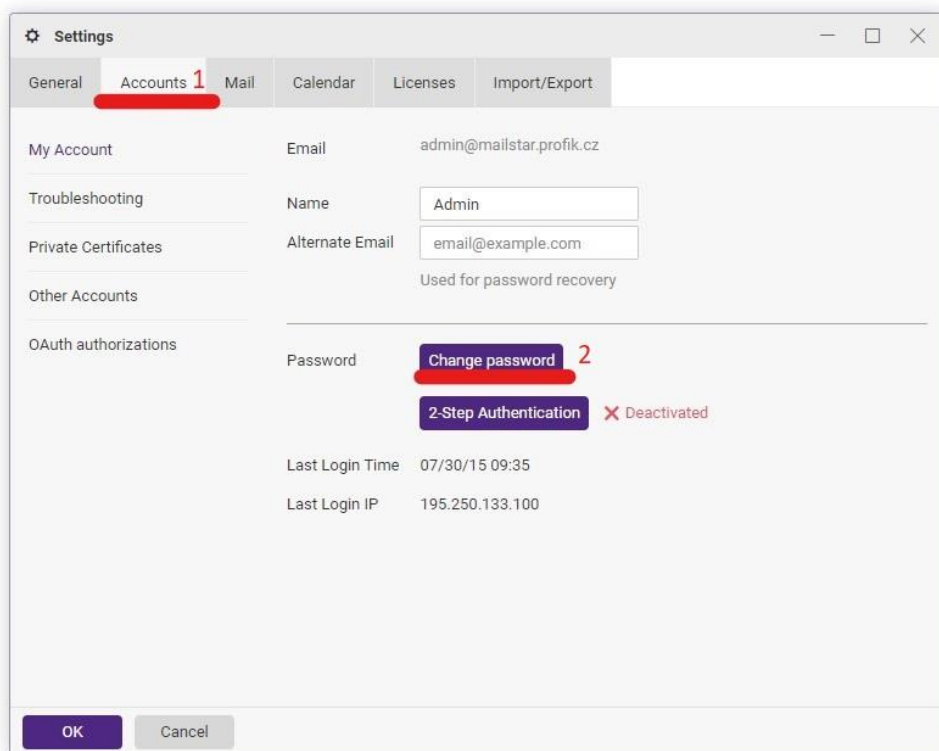 Settings
General Accounts 1 Mail Calendar Licenses Import/Export
My Account
Troubleshooting
Private Certificates
Other Accounts
OAuth authorizations
Email admin@mailstar.profik.cz
Name Admin
Alternate Email email@example.com
Used for password recovery
Password Change password 2
2-Step Authentication Deactivated
Last Login Time 07/30/15 09:35
Last Login IP 195.250.133.100
OK Cancel